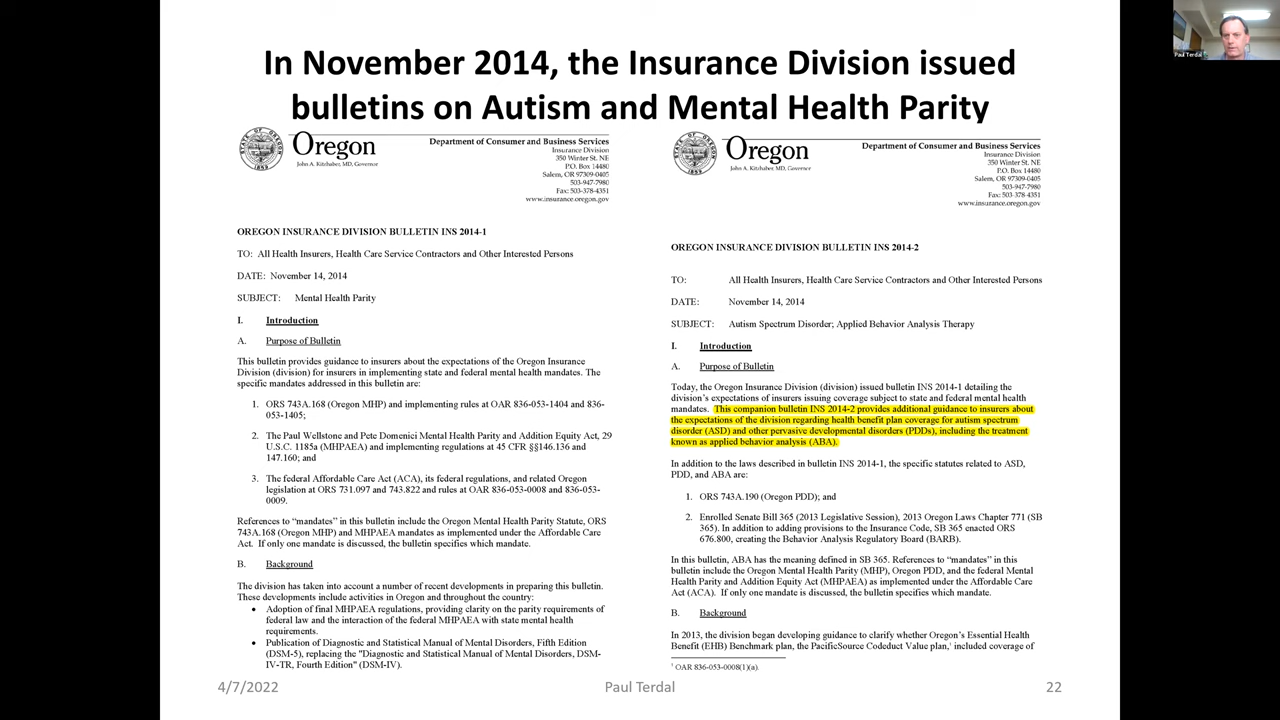 In November 2014, the Insurance Division issued
bulletins on Autism and Mental Health Parity
Oregon
John A. Kitzhaber, MD, Governor
Department of Consumer and Business Services
Insurance Division
350 Winter St. NE
P.O. Box 14480
Salem, OR 97309-0405
503-947-7980
Fax: 503-378-4351
www.insurance.oregon.gov
OREGON INSURANCE DIVISION BULLETIN INS 2014-1
TO: All Health Insurers, Health Care Service Contractors and Other Interested Persons
DATE: November 14, 2014
SUBJECT: Mental Health Parity
I. Introduction
A. Purpose of Bulletin
This bulletin provides guidance to insurers about the expectations of the Oregon Insurance
Division (division) for insurers in implementing state and federal mental health mandates. The
specific mandates addressed in this bulletin are:
1. ORS 743A.168 (Oregon MHP) and implementing rules at OAR 836-053-1404 and 836-
053-1405;
2. The Paul Wellstone and Pete Domenici Mental Health Parity and Addition Equity Act, 29
U.S.C. 1185a (MHPAEA) and implementing regulations at 45 CFR §§146.136 and
147.160; and
3. The federal Affordable Care Act (ACA), its federal regulations, and related Oregon
legislation at ORS 731.097 and 743.822 and rules at OAR 836-053-0008 and 836-053-
0009.
References to “mandates” in this bulletin include the Oregon Mental Health Parity Statute, ORS
743A.168 (Oregon MHP) and MHPAEA mandates as implemented under the Affordable Care
Act. If only one mandate is discussed, the bulletin specifies which mandate.
B. Background
The division has taken into account a number of recent developments in preparing this bulletin.
These developments include activities in Oregon and throughout the country:
• Adoption of final MHPAEA regulations, providing clarity on the parity requirements of
federal law and the interaction of the federal MHPAEA with state mental health
requirements.
• Publication of Diagnostic and Statistical Manual of Mental Disorders, Fifth Edition
(DSM-5), replacing the "Diagnostic and Statistical Manual of Mental Disorders, DSM-
IV-TR, Fourth Edition" (DSM-IV).
Oregon
John A. Kitzhaber, MD, Governor
Department of Consumer and Business Services
Insurance Division
350 Winter St. NE
P.O. Box 14480
Salem, OR 97309-0405
503-947-7980
Fax: 503-378-4351
www.insurance.oregon.gov
OREGON INSURANCE DIVISION BULLETIN INS 2014-2
TO: All Health Insurers, Health Care Service Contractors and Other Interested Persons
DATE: November 14, 2014
SUBJECT: Autism Spectrum Disorder; Applied Behavior Analysis Therapy
I. Introduction
A. Purpose of Bulletin
Today, the Oregon Insurance Division (division) issued bulletin INS 2014-1 detailing the
division’s expectations of insurers issuing coverage subject to state and federal mental health
mandates. This companion bulletin INS 2014-2 provides additional guidance to insurers about
the expectations of the division regarding health benefit plan coverage for autism spectrum
disorder (ASD) and other pervasive developmental disorders (PDDs), including the treatment
known as applied behavior analysis (ABA).
In addition to the laws described in bulletin INS 2014-1, the specific statutes related to ASD,
PDD, and ABA are:
1. ORS 743A.190 (Oregon PDD); and
2. Enrolled Senate Bill 365 (2013 Legislative Session), 2013 Oregon Laws Chapter 771 (SB
365). In addition to adding provisions to the Insurance Code, SB 365 enacted ORS
676.800, creating the Behavior Analysis Regulatory Board (BARB).
In this bulletin, ABA has the meaning defined in SB 365. References to “mandates” in this
bulletin include the Oregon Mental Health Parity (MHP), Oregon PDD, and the federal Mental
Health Parity and Addition Equity Act (MHPAEA) as implemented under the Affordable Care
Act (ACA). If only one mandate is discussed, the bulletin specifies which mandate.
B. Background
In 2013, the division began developing guidance to clarify whether Oregon’s Essential Health
Benefit (EHB) Benchmark plan, the PacificSource Codeduct Value plan,¹ included coverage of
¹ OAR 836-053-0008(1)(a).
4/7/2022
Paul Terdal
22
Paul Terdal